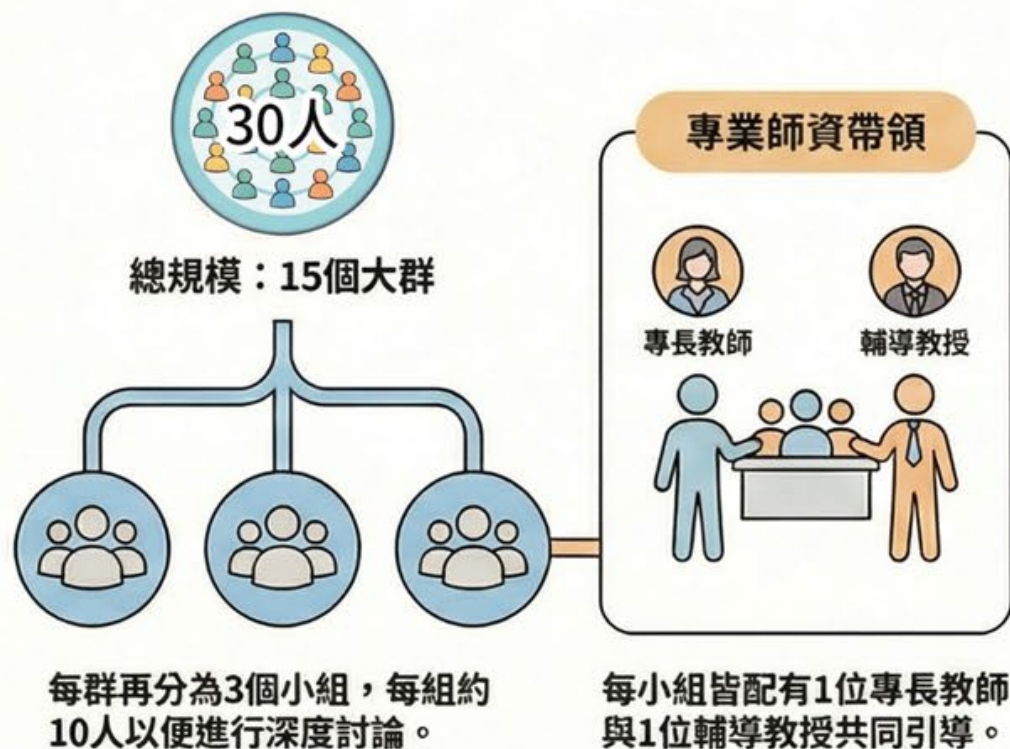 30人
總規模：15個大群
每群再分為3個小組，每組約
10人以便進行深度討論。
專業師資帶領
專長教師
輔導教授
每小組皆配有1位專長教師
與1位輔導教授共同引導。